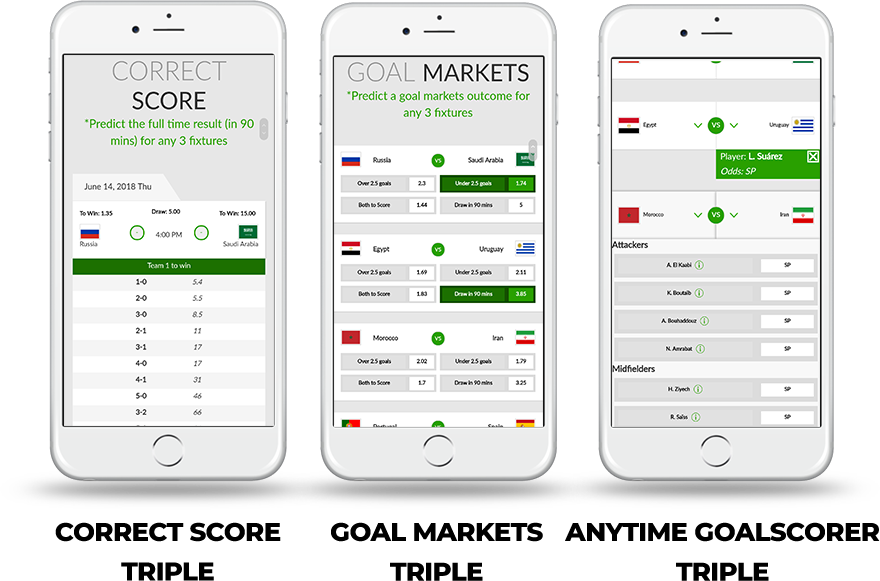 CORRECT
SCORE
*Predict the full time result (in 90
mins) for any 3 fixtures
June 14, 2018 Thu
To Win: 1.35 Draw: 5.00 To Win: 15.00
4:00 PM
Russia Saudi Arabia
Team 1 to win
1-0 5.4
2-0 5.5
3-0 8.5
2-1 11
3-1 17
4-0 17
4-1 31
5-0 46
3-2 66
GOAL MARKETS
*Predict a goal markets outcome for
any 3 fixtures
Russia VS Saudi Arabia
Over 2.5 goals 2.3 Under 2.5 goals 1.74
Both to Score 1.44 Draw in 90 mins 5
Egypt VS Uruguay
Over 2.5 goals 1.69 Under 2.5 goals 2.11
Both to Score 1.83 Draw in 90 mins 3.85
Morocco VS Iran
Over 2.5 goals 2.02 Under 2.5 goals 1.79
Both to Score 1.7 Draw in 90 mins 3.25
Portugal Spain
Egypt VS Uruguay
Player: L. Suárez
Odds: SP
Morocco VS Iran
Attackers
A. El Kaabi SP
K. Boutaib SP
A. Bouhaddouz SP
N. Amrabat SP
Midfielders
H. Ziyech SP
R. Saïss SP
CORRECT SCORE
TRIPLE
GOAL MARKETS
TRIPLE
ANYTIME GOALSCORER
TRIPLE